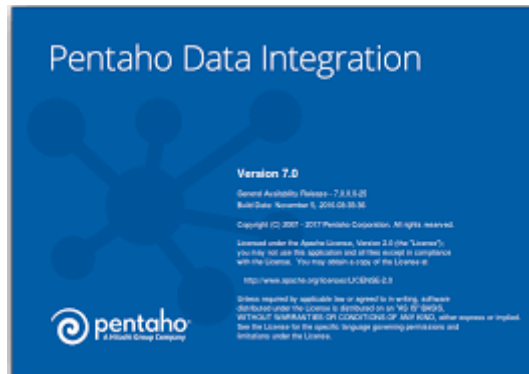 Pentaho Data Integration
Version 7.0
General Availability Release - 7.0.0.0-25
Build Date: November 5, 2016
Copyright (C) 2007 - 2017 Pentaho Corporation. All rights reserved.
Licensed under the Apache License, Version 2.0 (the "License");
you may not use this application and all files except in compliance
with the License. You may obtain a copy of the License at
http://www.apache.org/licenses/LICENSE-2.0
Unless required by applicable law or agreed to in writing, software
distributed under the License is distributed on an "AS IS" BASIS,
WITHOUT WARRANTIES OR CONDITIONS OF ANY KIND, either express or implied.
See the License for the specific language governing permissions and
limitations under the License.
pentaho
A Hitachi Group Company